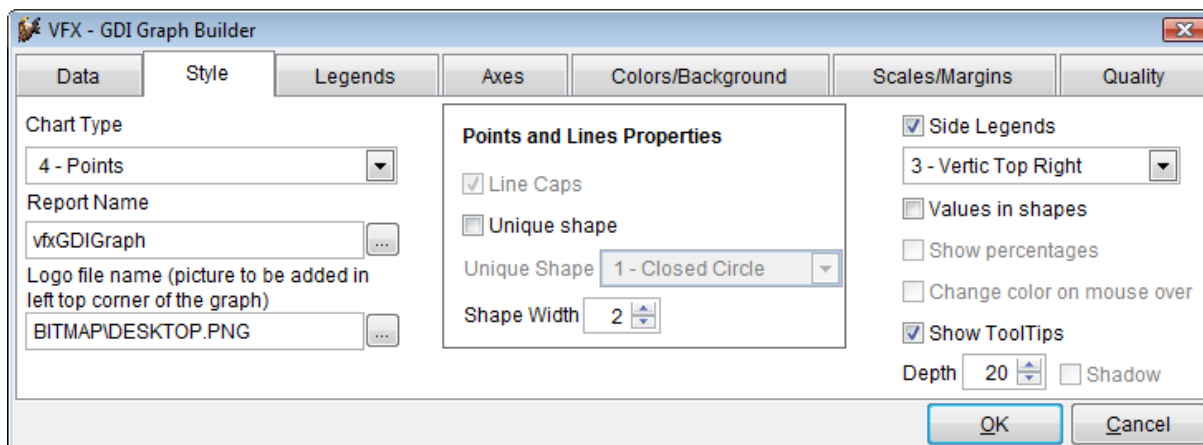 VFX - GDI Graph Builder
Data
Style
Legends
Axes
Colors/Background
Scales/Margins
Quality
Chart Type
4 - Points
Report Name
vfxGDIGraph
...
Logo file name (picture to be added in
left top corner of the graph)
BITMAP\DESKTOP.PNG
...
Points and Lines Properties
Line Caps
Unique shape
Unique Shape
1 - Closed Circle
Shape Width
2
Side Legends
3 - Vertic Top Right
Values in shapes
Show percentages
Change color on mouse over
Show ToolTips
Depth
20
Shadow
OK
Cancel